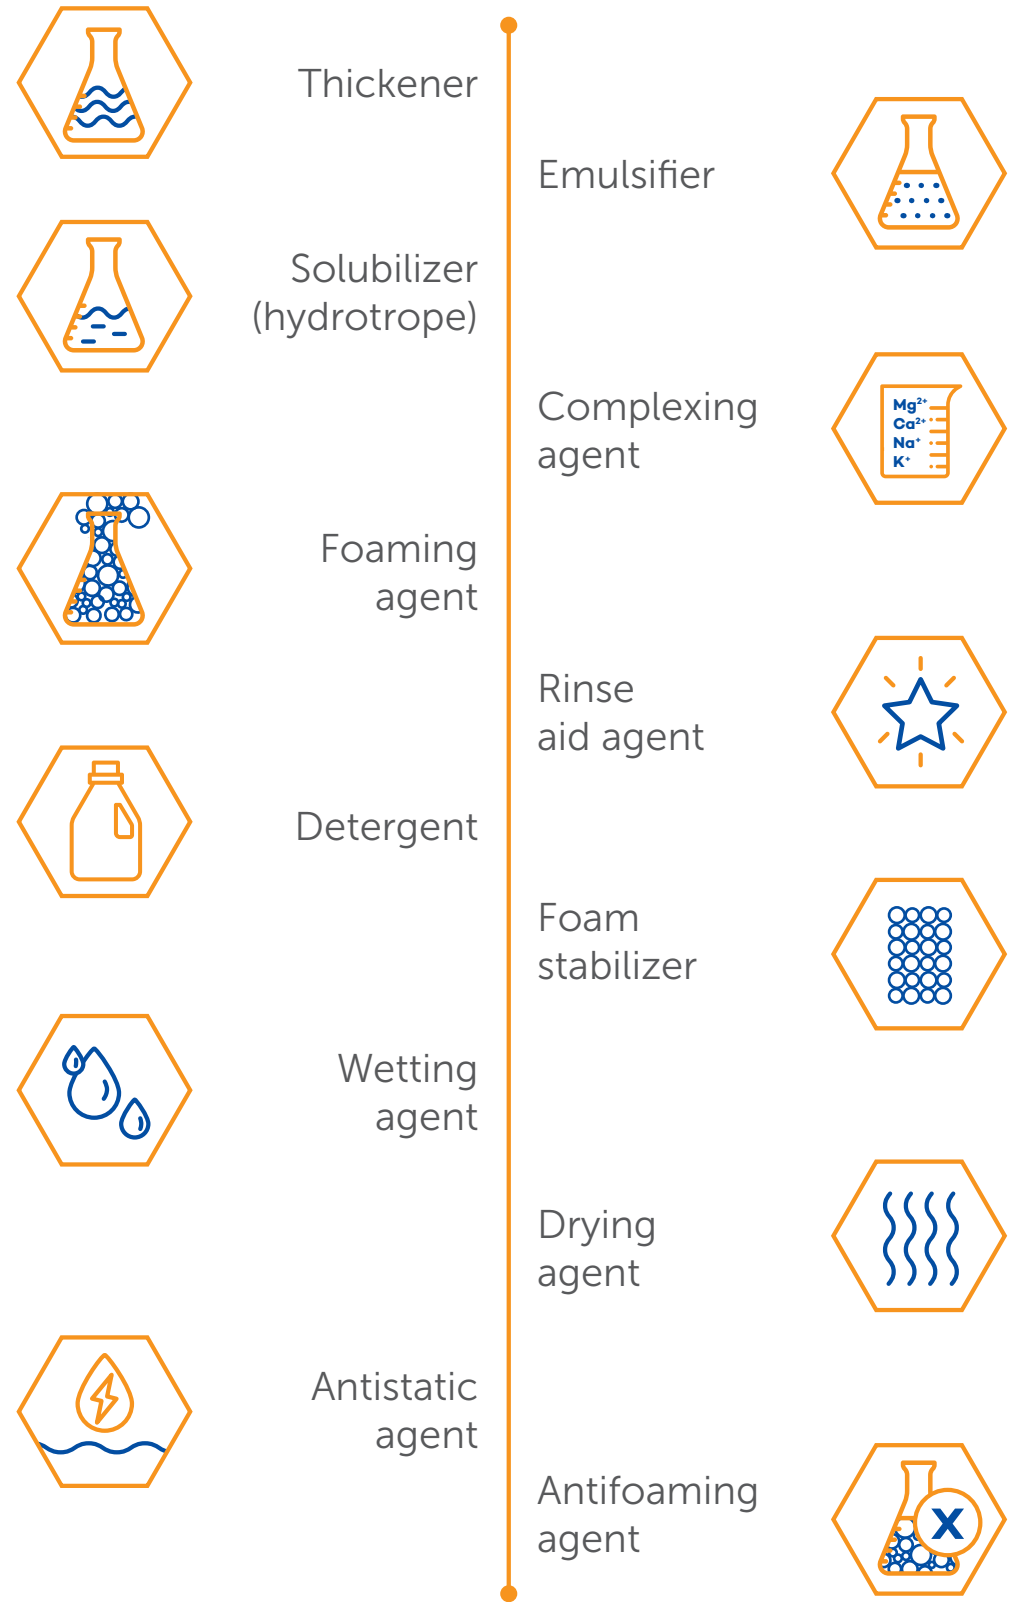 Thickener
Emulsifier
Solubilizer
(hydrotrope)
Complexing
agent
Mg²⁺
Ca²⁺
Na⁺
K⁺
Foaming
agent
Rinse
aid agent
Detergent
Foam
stabilizer
Wetting
agent
Drying
agent
Antistatic
agent
Antifoaming
agent
X